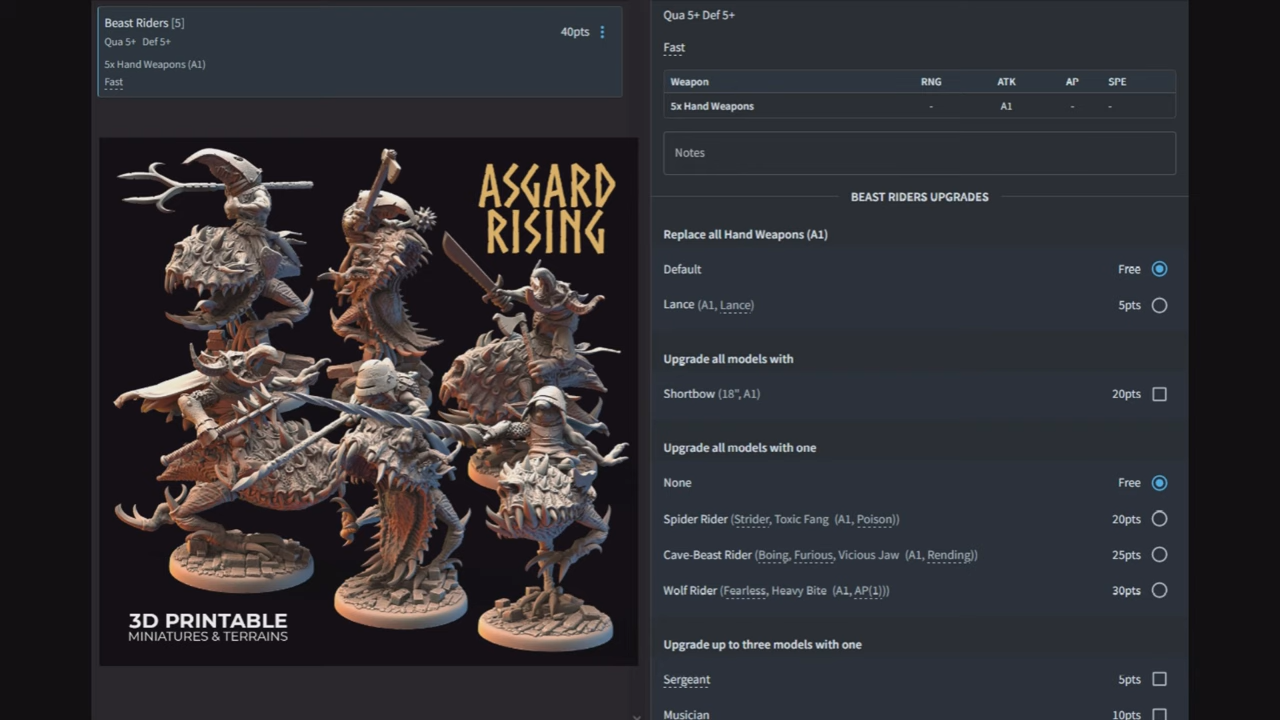 Beast Riders [5]
40pts
Qua 5+ Def 5+
5x Hand Weapons (A1)
Fast
ASGARD
RISING
3D PRINTABLE
MINIATURES & TERRAINS
Qua 5+ Def 5+
Fast
Weapon RNG ATK AP SPE
5x Hand Weapons - A1 - -
Notes
BEAST RIDERS UPGRADES
Replace all Hand Weapons (A1)
Default Free
Lance (A1, Lance) 5pts
Upgrade all models with
Shortbow (18", A1) 20pts
Upgrade all models with one
None Free
Spider Rider (Strider, Toxic Fang (A1, Poison)) 20pts
Cave-Beast Rider (Boing, Furious, Vicious Jaw (A1, Rending)) 25pts
Wolf Rider (Fearless, Heavy Bite (A1, AP(1))) 30pts
Upgrade up to three models with one
Sergeant 5pts
Musician 10pts